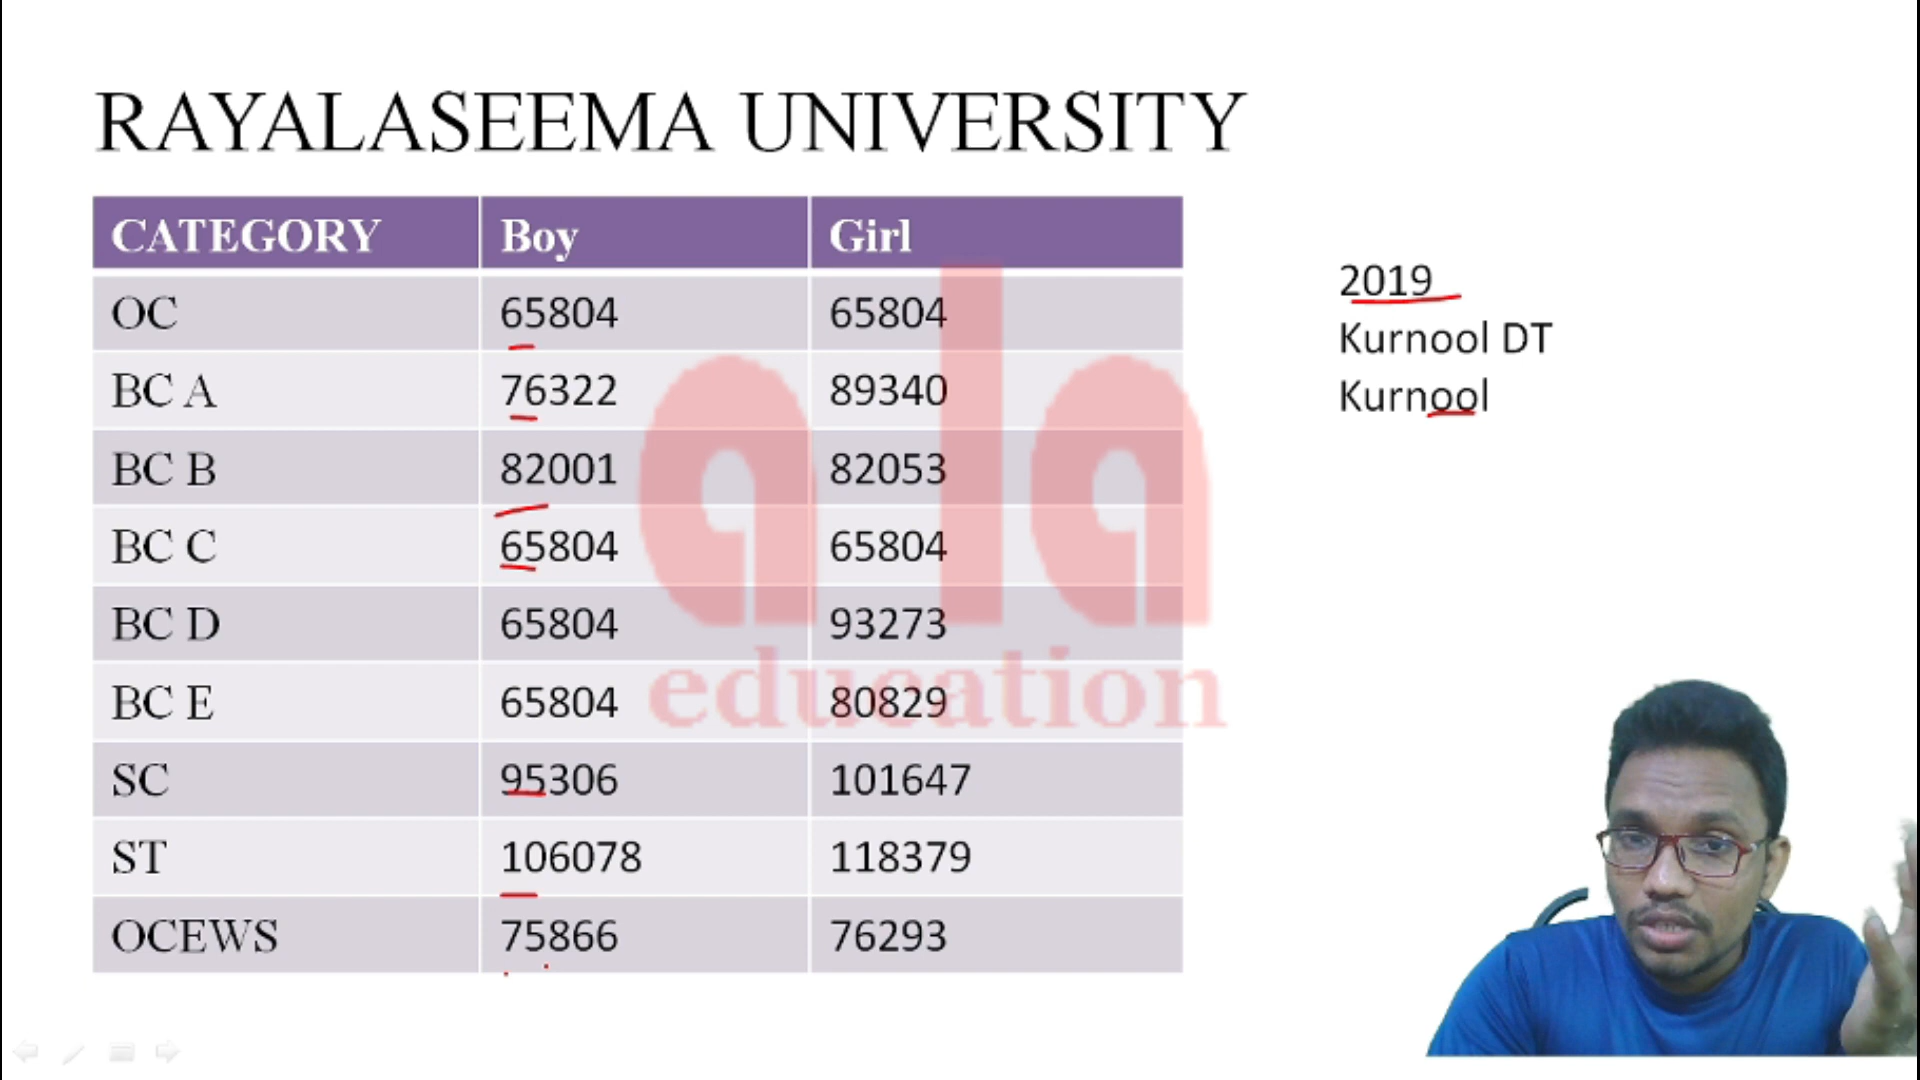 RAYALASEEMA UNIVERSITY
CATEGORY Boy Girl
OC 65804 65804
BC A 76322 89340
BC B 82001 82053
BC C 65804 65804
BC D 65804 93273
BC E 65804 80829
SC 95306 101647
ST 106078 118379
OCEWS 75866 76293
2019
Kurnool DT
Kurnool
ala
education